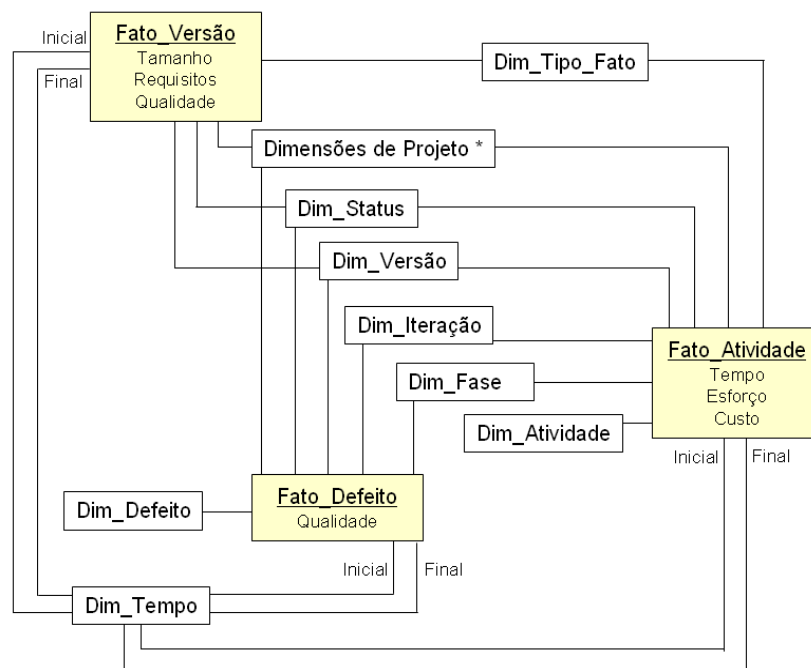 Inicial
Fato_Versão
Tamanho
Requisitos
Qualidade
Final
Dim_Tipo_Fato
Dimensões de Projeto *
Dim_Status
Dim_Versão
Dim_Iteração
Fato_Atividade
Tempo
Esforço
Custo
Dim_Fase
Dim_Atividade
Inicial
Final
Fato_Defeito
Qualidade
Dim_Defeito
Inicial
Final
Dim_Tempo